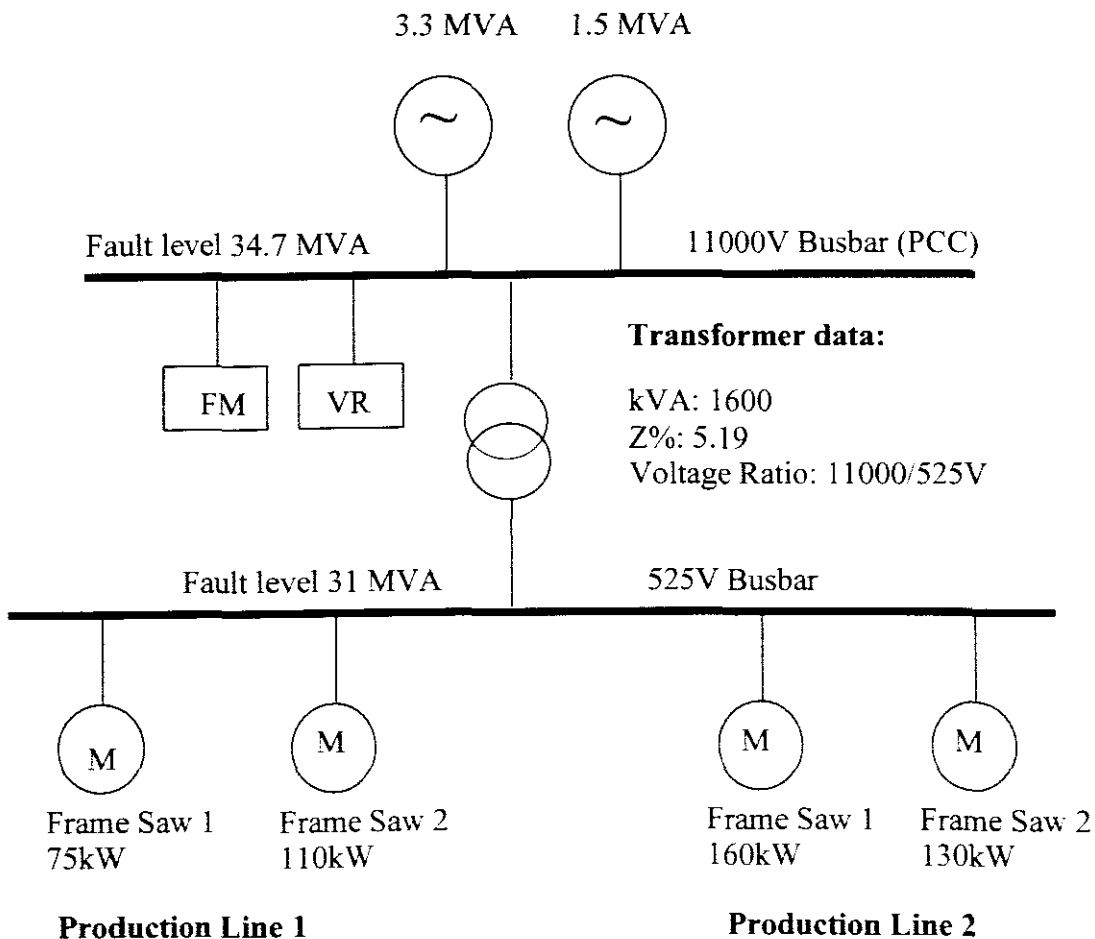 3.3 MVA 1.5 MVA
~ ~
Fault level 34.7 MVA 11000V Busbar (PCC)
FM VR
Transformer data:
kVA: 1600
Z%: 5.19
Voltage Ratio: 11000/525V
Fault level 31 MVA 525V Busbar
M M M M
Frame Saw 1 Frame Saw 2 Frame Saw 1 Frame Saw 2
75kW 110kW 160kW 130kW
Production Line 1 Production Line 2